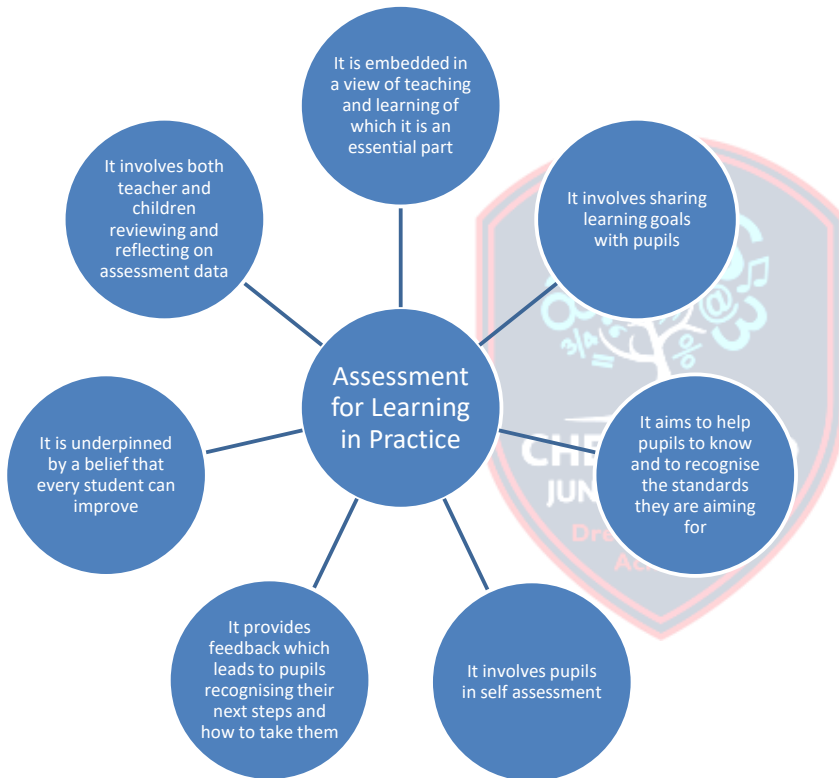 It is embedded in
a view of teaching
and learning of
which it is an
essential part
It involves sharing
learning goals
with pupils
It aims to help
pupils to know
and to recognise
the standards
they are aiming
for
It involves pupils
in self assessment
It provides
feedback which
leads to pupils
recognising their
next steps and
how to take them
It is underpinned
by a belief that
every student can
improve
It involves both
teacher and
children
reviewing and
reflecting on
assessment data
Assessment
for Learning
in Practice